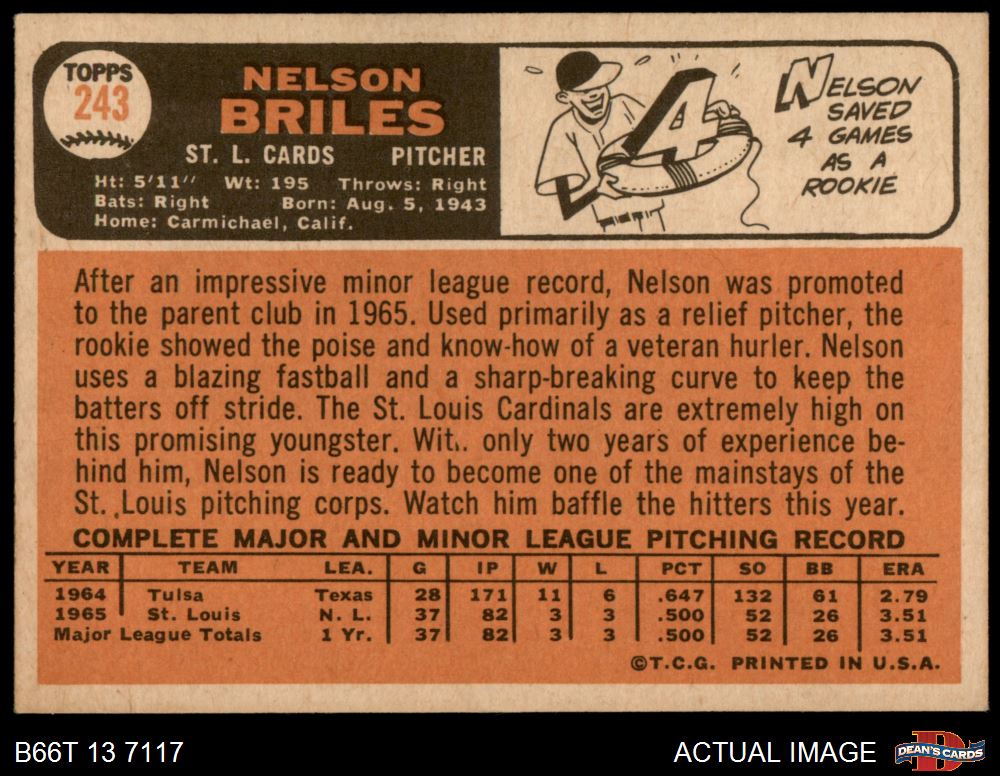 TOPPS
243
NELSON
BRILES
ST. L. CARDS PITCHER
Ht: 5'11" Wt: 195 Throws: Right
Bats: Right Born: Aug. 5, 1943
Home: Carmichael, Calif.
4
NELSON
SAVED
4 GAMES
AS A
ROOKIE
After an impressive minor league record, Nelson was promoted
to the parent club in 1965. Used primarily as a relief pitcher, the
rookie showed the poise and know-how of a veteran hurler. Nelson
uses a blazing fastball and a sharp-breaking curve to keep the
batters off stride. The St. Louis Cardinals are extremely high on
this promising youngster. Wit.. only two years of experience be-
hind him, Nelson is ready to become one of the mainstays of the
St. Louis pitching corps. Watch him baffle the hitters this year.
COMPLETE MAJOR AND MINOR LEAGUE PITCHING RECORD
YEAR TEAM LEA. G IP W L PCT SO BB ERA
1964 Tulsa Texas 28 171 11 6 .647 132 61 2.79
1965 St. Louis N. L. 37 82 3 3 .500 52 26 3.51
Major League Totals 1 Yr. 37 82 3 3 .500 52 26 3.51
©T.C.G. PRINTED IN U.S.A.
B66T 13 7117 ACTUAL IMAGE
D
DEAN'S CARDS